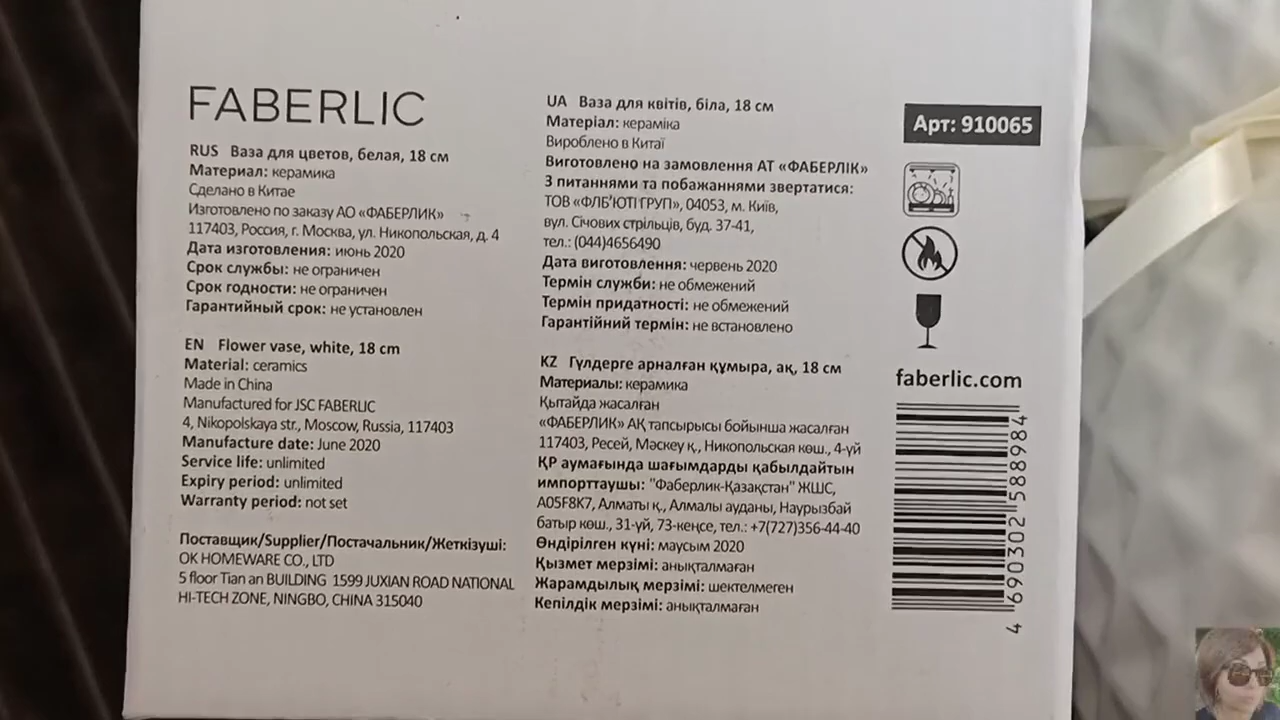 FABERLIC
RUS Ваза для цветов, белая, 18 см
Материал: керамика
Сделано в Китае
Изготовлено по заказу АО «ФАБЕРЛИК»
117403, Россия, г. Москва, ул. Никопольская, д. 4
Дата изготовления: июнь 2020
Срок службы: не ограничен
Срок годности: не ограничен
Гарантийный срок: не установлен
EN Flower vase, white, 18 cm
Material: ceramics
Made in China
Manufactured for JSC FABERLIC
4, Nikopolskaya str., Moscow, Russia, 117403
Manufacture date: June 2020
Service life: unlimited
Expiry period: unlimited
Warranty period: not set
Поставщик/Supplier/Постачальник/Жеткізуші:
OK HOMEWARE CO., LTD
5 floor Tian an BUILDING 1599 JUXIAN ROAD NATIONAL
HI-TECH ZONE, NINGBO, CHINA 315040
UA Ваза для квітів, біла, 18 см
Матеріал: кераміка
Вироблено в Китаї
Виготовлено на замовлення АТ «ФАБЕРЛІК»
З питаннями та побажаннями звертатися:
ТОВ «ФЛБ'ЮТІ ГРУП», 04053, м. Київ,
вул. Січових стрільців, буд. 37-41,
тел.: (044)4656490
Дата виготовлення: червень 2020
Термін служби: не обмежений
Термін придатності: не обмежений
Гарантійний термін: не встановлено
KZ Гүлдерге арналған құмыра, ақ, 18 см
Материалы: керамика
Қытайда жасалған
«ФАБЕРЛИК» АҚ тапсырысы бойынша жасалған
117403, Ресей, Мәскеу қ., Никопольская көш., 4-үй
ҚР аумағында шағымдарды қабылдайтын
импорттаушы: "Фаберлик-Қазақстан" ЖШС,
A05F8K7, Алматы қ., Алмалы ауданы, Наурызбай
батыр көш., 31-үй, 73-кеңсе, тел.: +7(727)356-44-40
Өндірілген күні: маусым 2020
Қызмет мерзімі: анықталмаған
Жарамдылық мерзімі: шектелмеген
Кепілдік мерзімі: анықталмаған
Арт: 910065
faberlic.com
4 690302 588984